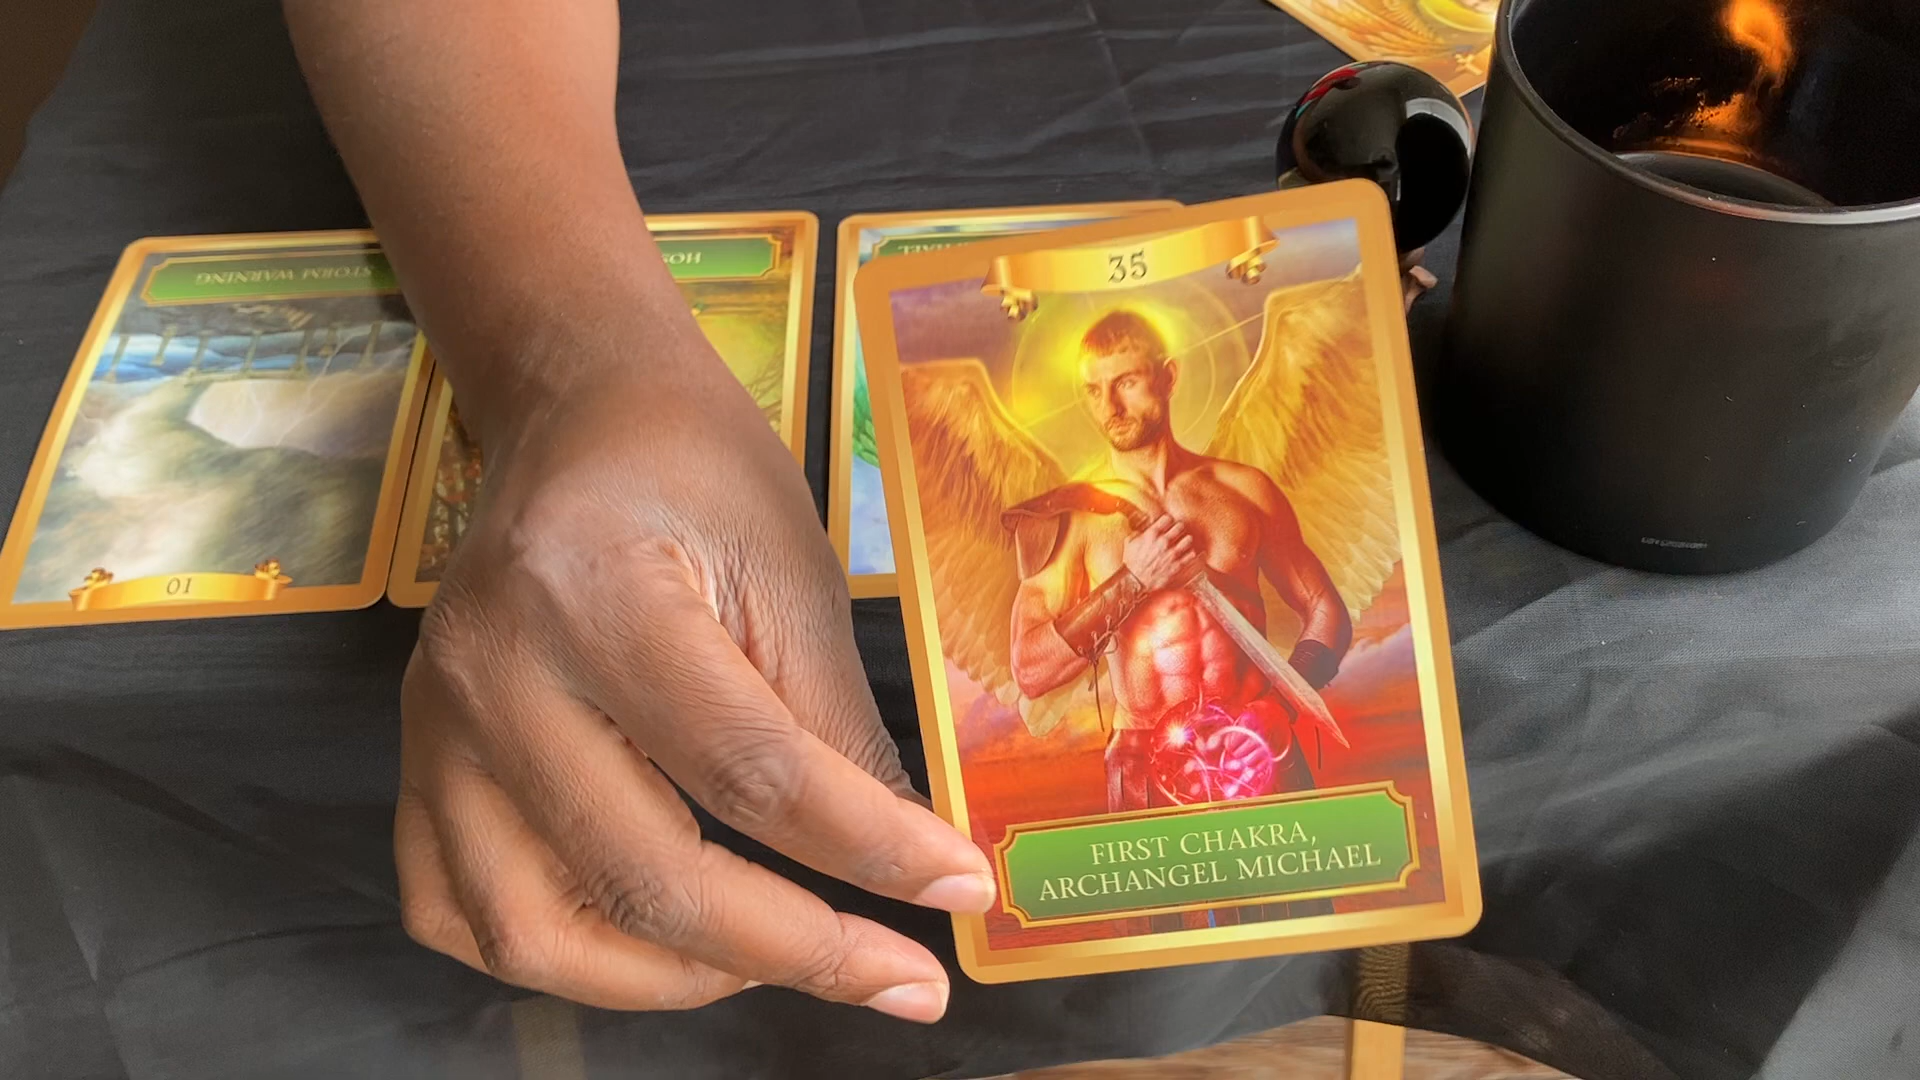 STORM WARNING
01
35
FIRST CHAKRA,
ARCHANGEL MICHAEL